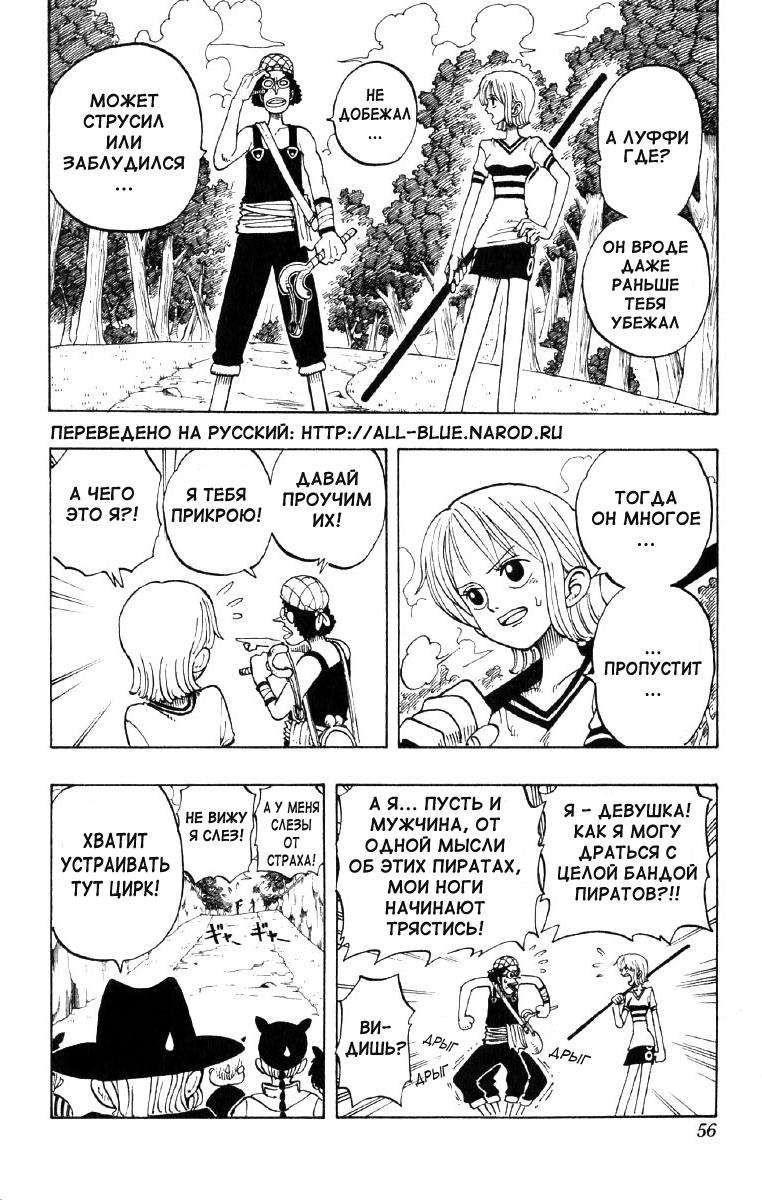 А ЛУФФИ
ГДЕ?
ОН ВРОДЕ
ДАЖЕ
РАНЬШЕ
ТЕБЯ
УБЕЖАЛ
НЕ
ДОБЕЖАЛ
...
МОЖЕТ
СТРУСИЛ
ИЛИ
ЗАБЛУДИЛСЯ
...
ПЕРЕВЕДЕНО НА РУССКИЙ: HTTP://ALL-BLUE.NAROD.RU
ТОГДА
ОН МНОГОЕ
...
...
ПРОПУСТИТ
...
ДАВАЙ
ПРОУЧИМ
ИХ!
Я ТЕБЯ
ПРИКРОЮ!
А ЧЕГО
ЭТО Я?!
Я - ДЕВУШКА!
КАК Я МОГУ
ДРАТЬСЯ С
ЦЕЛОЙ БАНДОЙ
ПИРАТОВ?!!
А Я... ПУСТЬ И
МУЖЧИНА, ОТ
ОДНОЙ МЫСЛИ
ОБ ЭТИХ ПИРАТАХ,
МОИ НОГИ
НАЧИНАЮТ
ТРЯСТИСЬ!
ВИ-
ДИШЬ?
ДРЫГ
ДРЫГ
ДРЫГ
А У МЕНЯ
СЛЕЗЫ
ОТ
СТРАХА!
НЕ ВИЖУ
Я СЛЕЗ!
ギャー
ギャー
ХВАТИТ
УСТРАИВАТЬ
ТУТ ЦИРК!
56